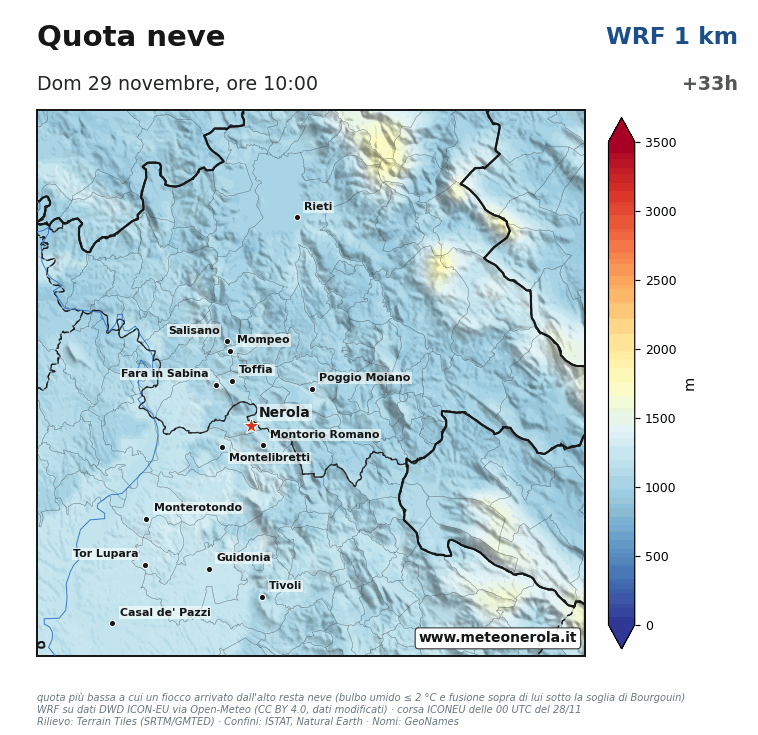 Quota neve
WRF 1 km
Dom 29 novembre, ore 10:00
+33h
Rieti
Salisano
Mompeo
Fara in Sabina
Toffia
Poggio Moiano
Nerola
Montorio Romano
Montelibretti
Monterotondo
Tor Lupara
Guidonia
Tivoli
Casal de' Pazzi
www.meteonerola.it
3500
3000
2500
2000
1500
1000
500
0
m
quota più bassa a cui un fiocco arrivato dall'alto resta neve (bulbo umido ≤ 2 °C e fusione sopra di lui sotto la soglia di Bourgouin)
WRF su dati DWD ICON-EU via Open-Meteo (CC BY 4.0, dati modificati) · corsa ICONEU delle 00 UTC del 28/11
Rilievo: Terrain Tiles (SRTM/GMTED) · Confini: ISTAT, Natural Earth · Nomi: GeoNames